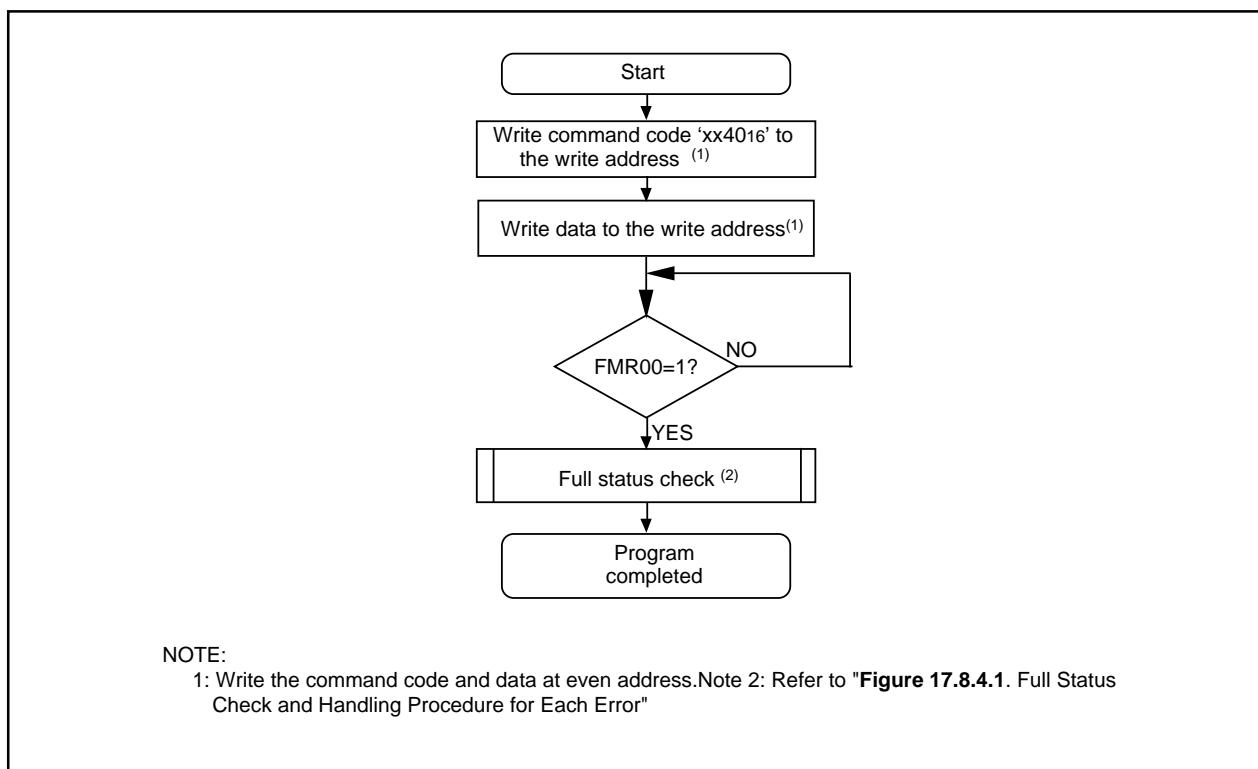 Start
Write command code ‘xx4016’ to
the write address (1)
Write data to the write address(1)
FMR00=1?
NO
YES
Full status check (2)
Program
completed
NOTE:
1: Write the command code and data at even address.Note 2: Refer to "Figure 17.8.4.1. Full Status
Check and Handling Procedure for Each Error"